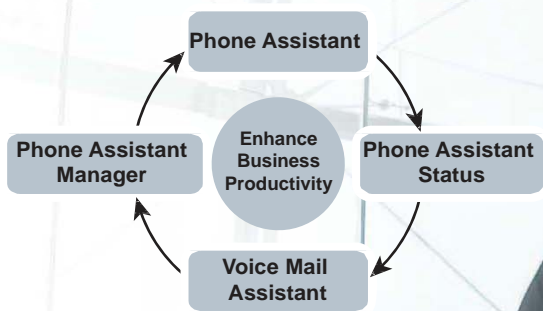 Phone Assistant
Phone Assistant
Manager
Enhance
Business
Productivity
Phone Assistant
Status
Voice Mail
Assistant